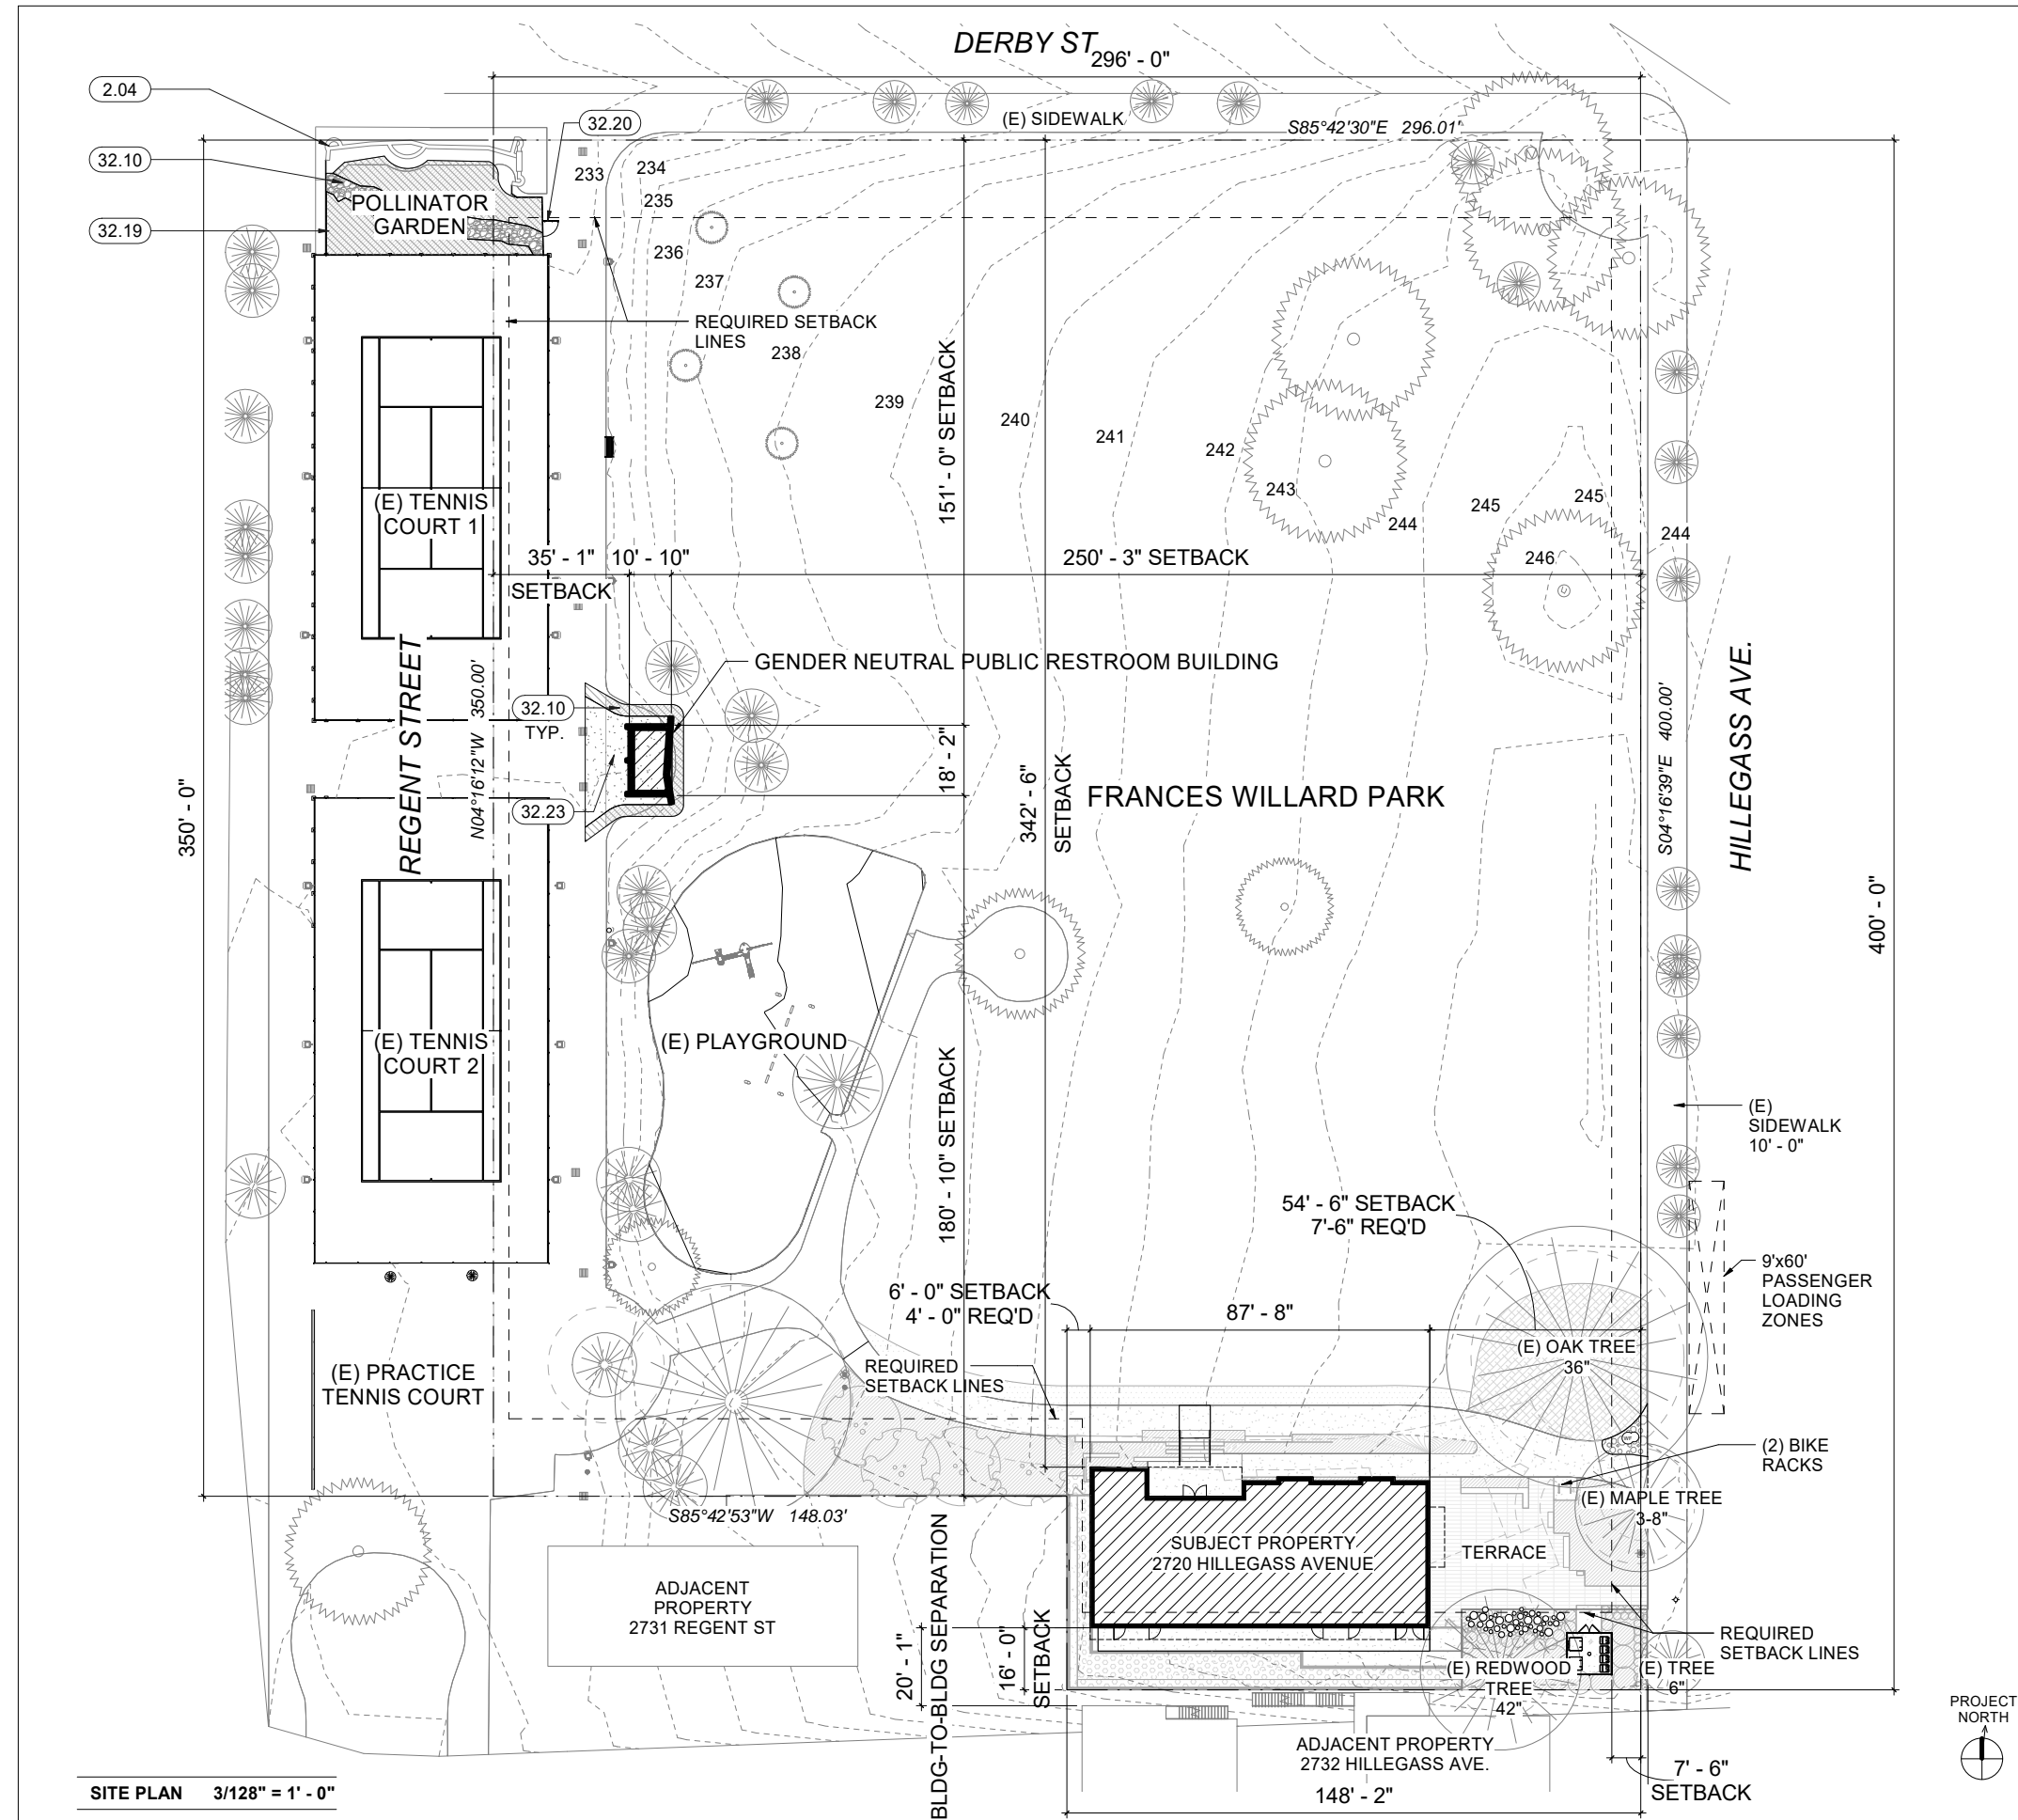 DERBY ST
296' - 0"
2.04
32.20
(E) SIDEWALK
S85°42'30"E 296.01'
32.10
233
234
235
POLLINATOR
GARDEN
32.19
236
237
REQUIRED SETBACK
LINES
238
239
240
241
242
243
244
245
245
244
246
151' - 0" SETBACK
(E) TENNIS
COURT 1
35' - 1"
SETBACK
10' - 10"
250' - 3" SETBACK
GENDER NEUTRAL PUBLIC RESTROOM BUILDING
REGENT STREET
N04°16'12"W 350.00'
32.10
TYP.
32.23
18' - 2"
342' - 6"
SETBACK
FRANCES WILLARD PARK
S04°16'39"E 400.00'
HILLEGASS AVE.
350' - 0"
400' - 0"
(E) TENNIS
COURT 2
(E) PLAYGROUND
180' - 10" SETBACK
(E)
SIDEWALK
10' - 0"
54' - 6" SETBACK
7'-6" REQ'D
6' - 0" SETBACK
4' - 0" REQ'D
87' - 8"
9'x60'
PASSENGER
LOADING
ZONES
(E) OAK TREE
36"
REQUIRED
SETBACK LINES
(E) PRACTICE
TENNIS COURT
WP
(2) BIKE
RACKS
(E) MAPLE TREE
3-8"
S85°42'53"W 148.03'
SUBJECT PROPERTY
2720 HILLEGASS AVENUE
TERRACE
ADJACENT
PROPERTY
2731 REGENT ST
20' - 1"
BLDG-TO-BLDG SEPARATION
16' - 0"
SETBACK
REQUIRED
SETBACK LINES
(E) REDWOOD
TREE
42"
(E) TREE
6"
PROJECT
NORTH
ADJACENT PROPERTY
2732 HILLEGASS AVE.
7' - 6"
SETBACK
148' - 2"
SITE PLAN 3/128" = 1' - 0"